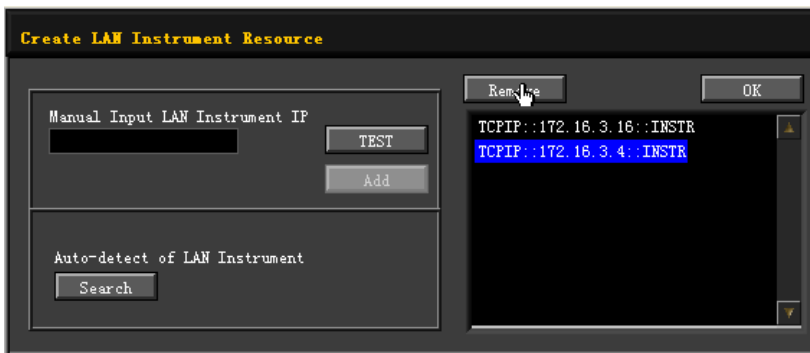 Create LAN Instrument Resource
Manual Input LAN Instrument IP
TEST
Add
Auto-detect of LAN Instrument
Search
Remove
OK
TCPIP::172.16.3.16::INSTR
TCPIP::172.16.3.4::INSTR